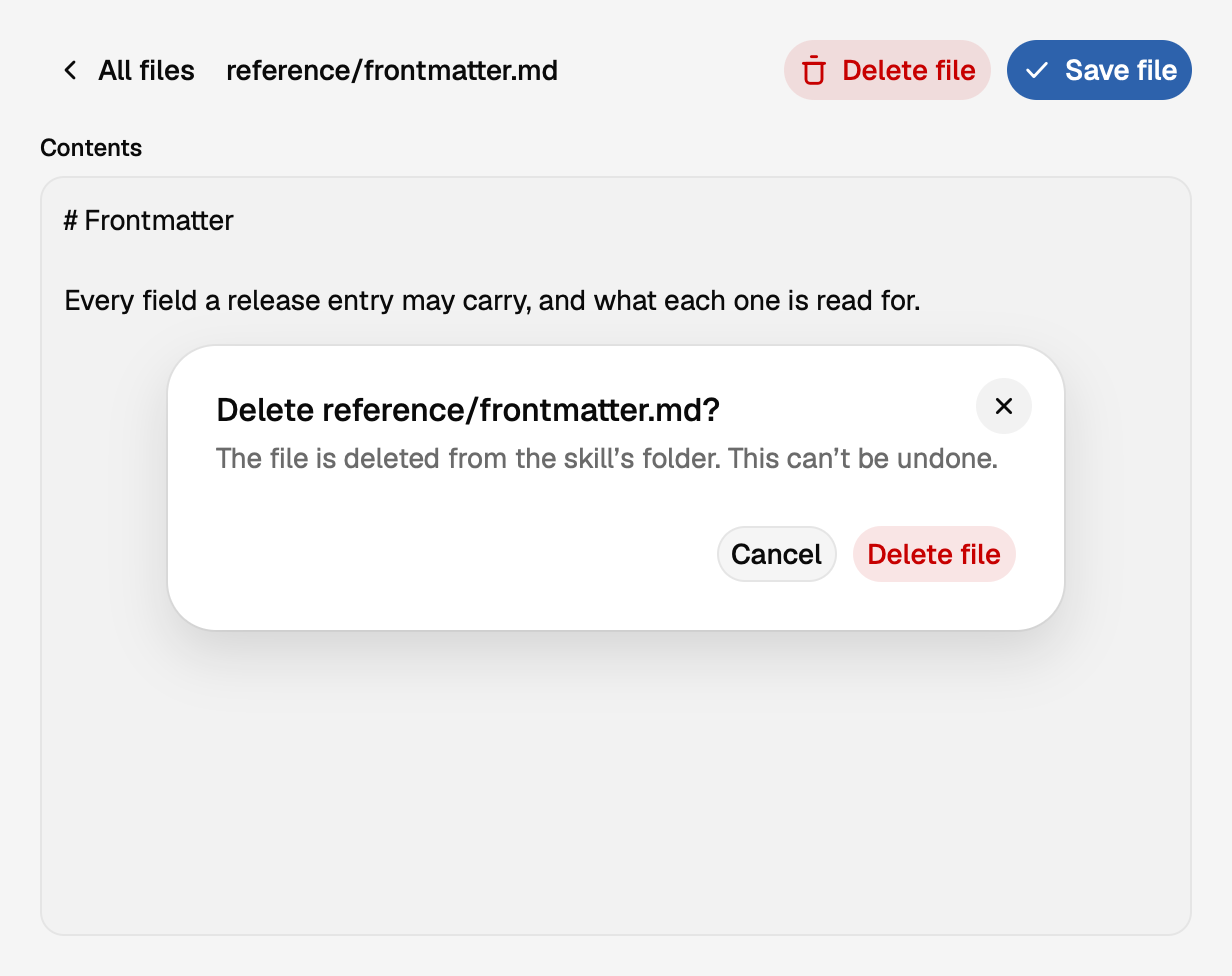 All files reference/frontmatter.md Delete file Save file
Contents
# Frontmatter
Every field a release entry may carry, and what each one is read for.
Delete reference/frontmatter.md?
The file is deleted from the skill’s folder. This can’t be undone.
Cancel Delete file